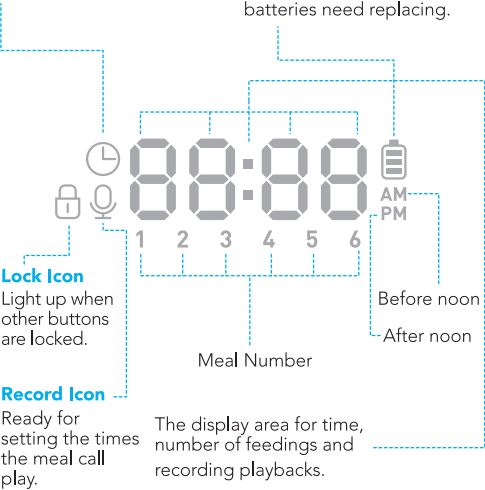 batteries need replacing.
88:88
AM
PM
1 2 3 4 5 6
Lock Icon
Light up when
other buttons
are locked.
Before noon
After noon
Meal Number
Record Icon
Ready for
setting the times
the meal call
play.
The display area for time,
number of feedings and
recording playbacks.